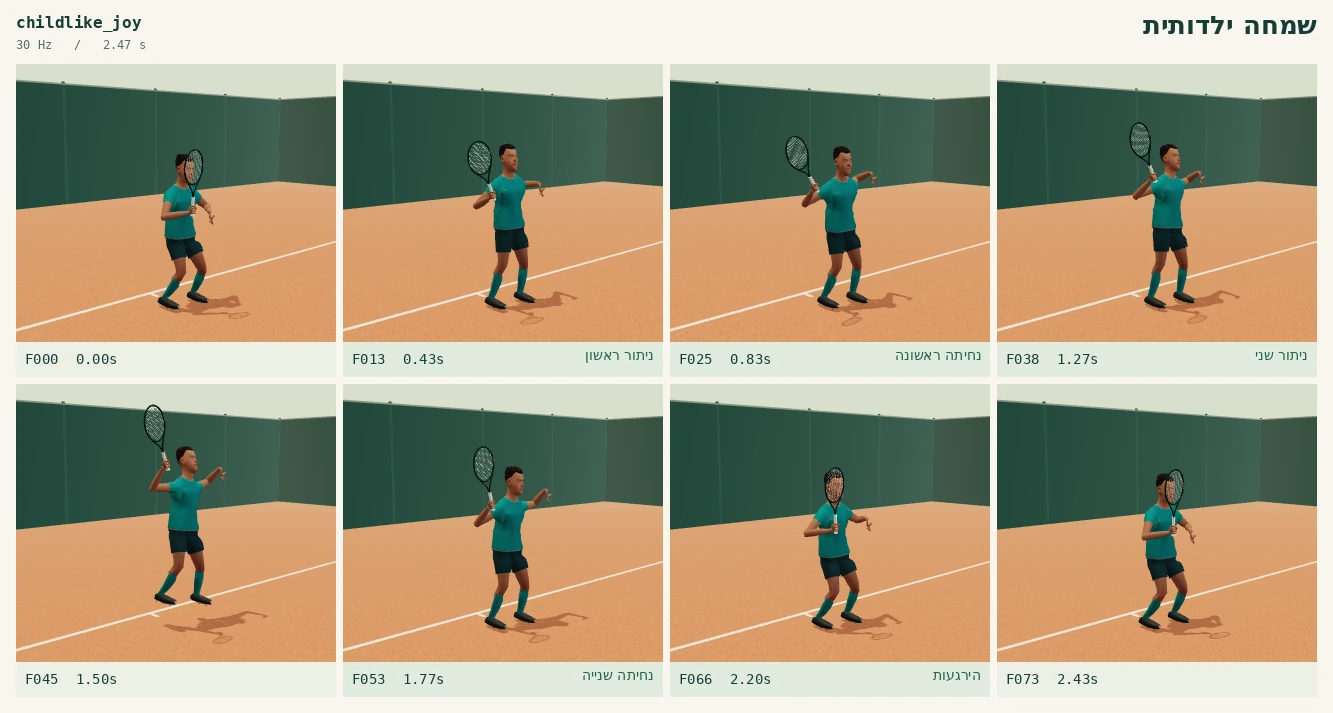 childlike_joy
שמחה ילדותית
30 Hz / 2.47 s
F000 0.00s
F013 0.43s ניתור ראשון
F025 0.83s נחיתה ראשונה
F038 1.27s ניתור שני
F045 1.50s
F053 1.77s נחיתה שנייה
F066 2.20s הירגעות
F073 2.43s